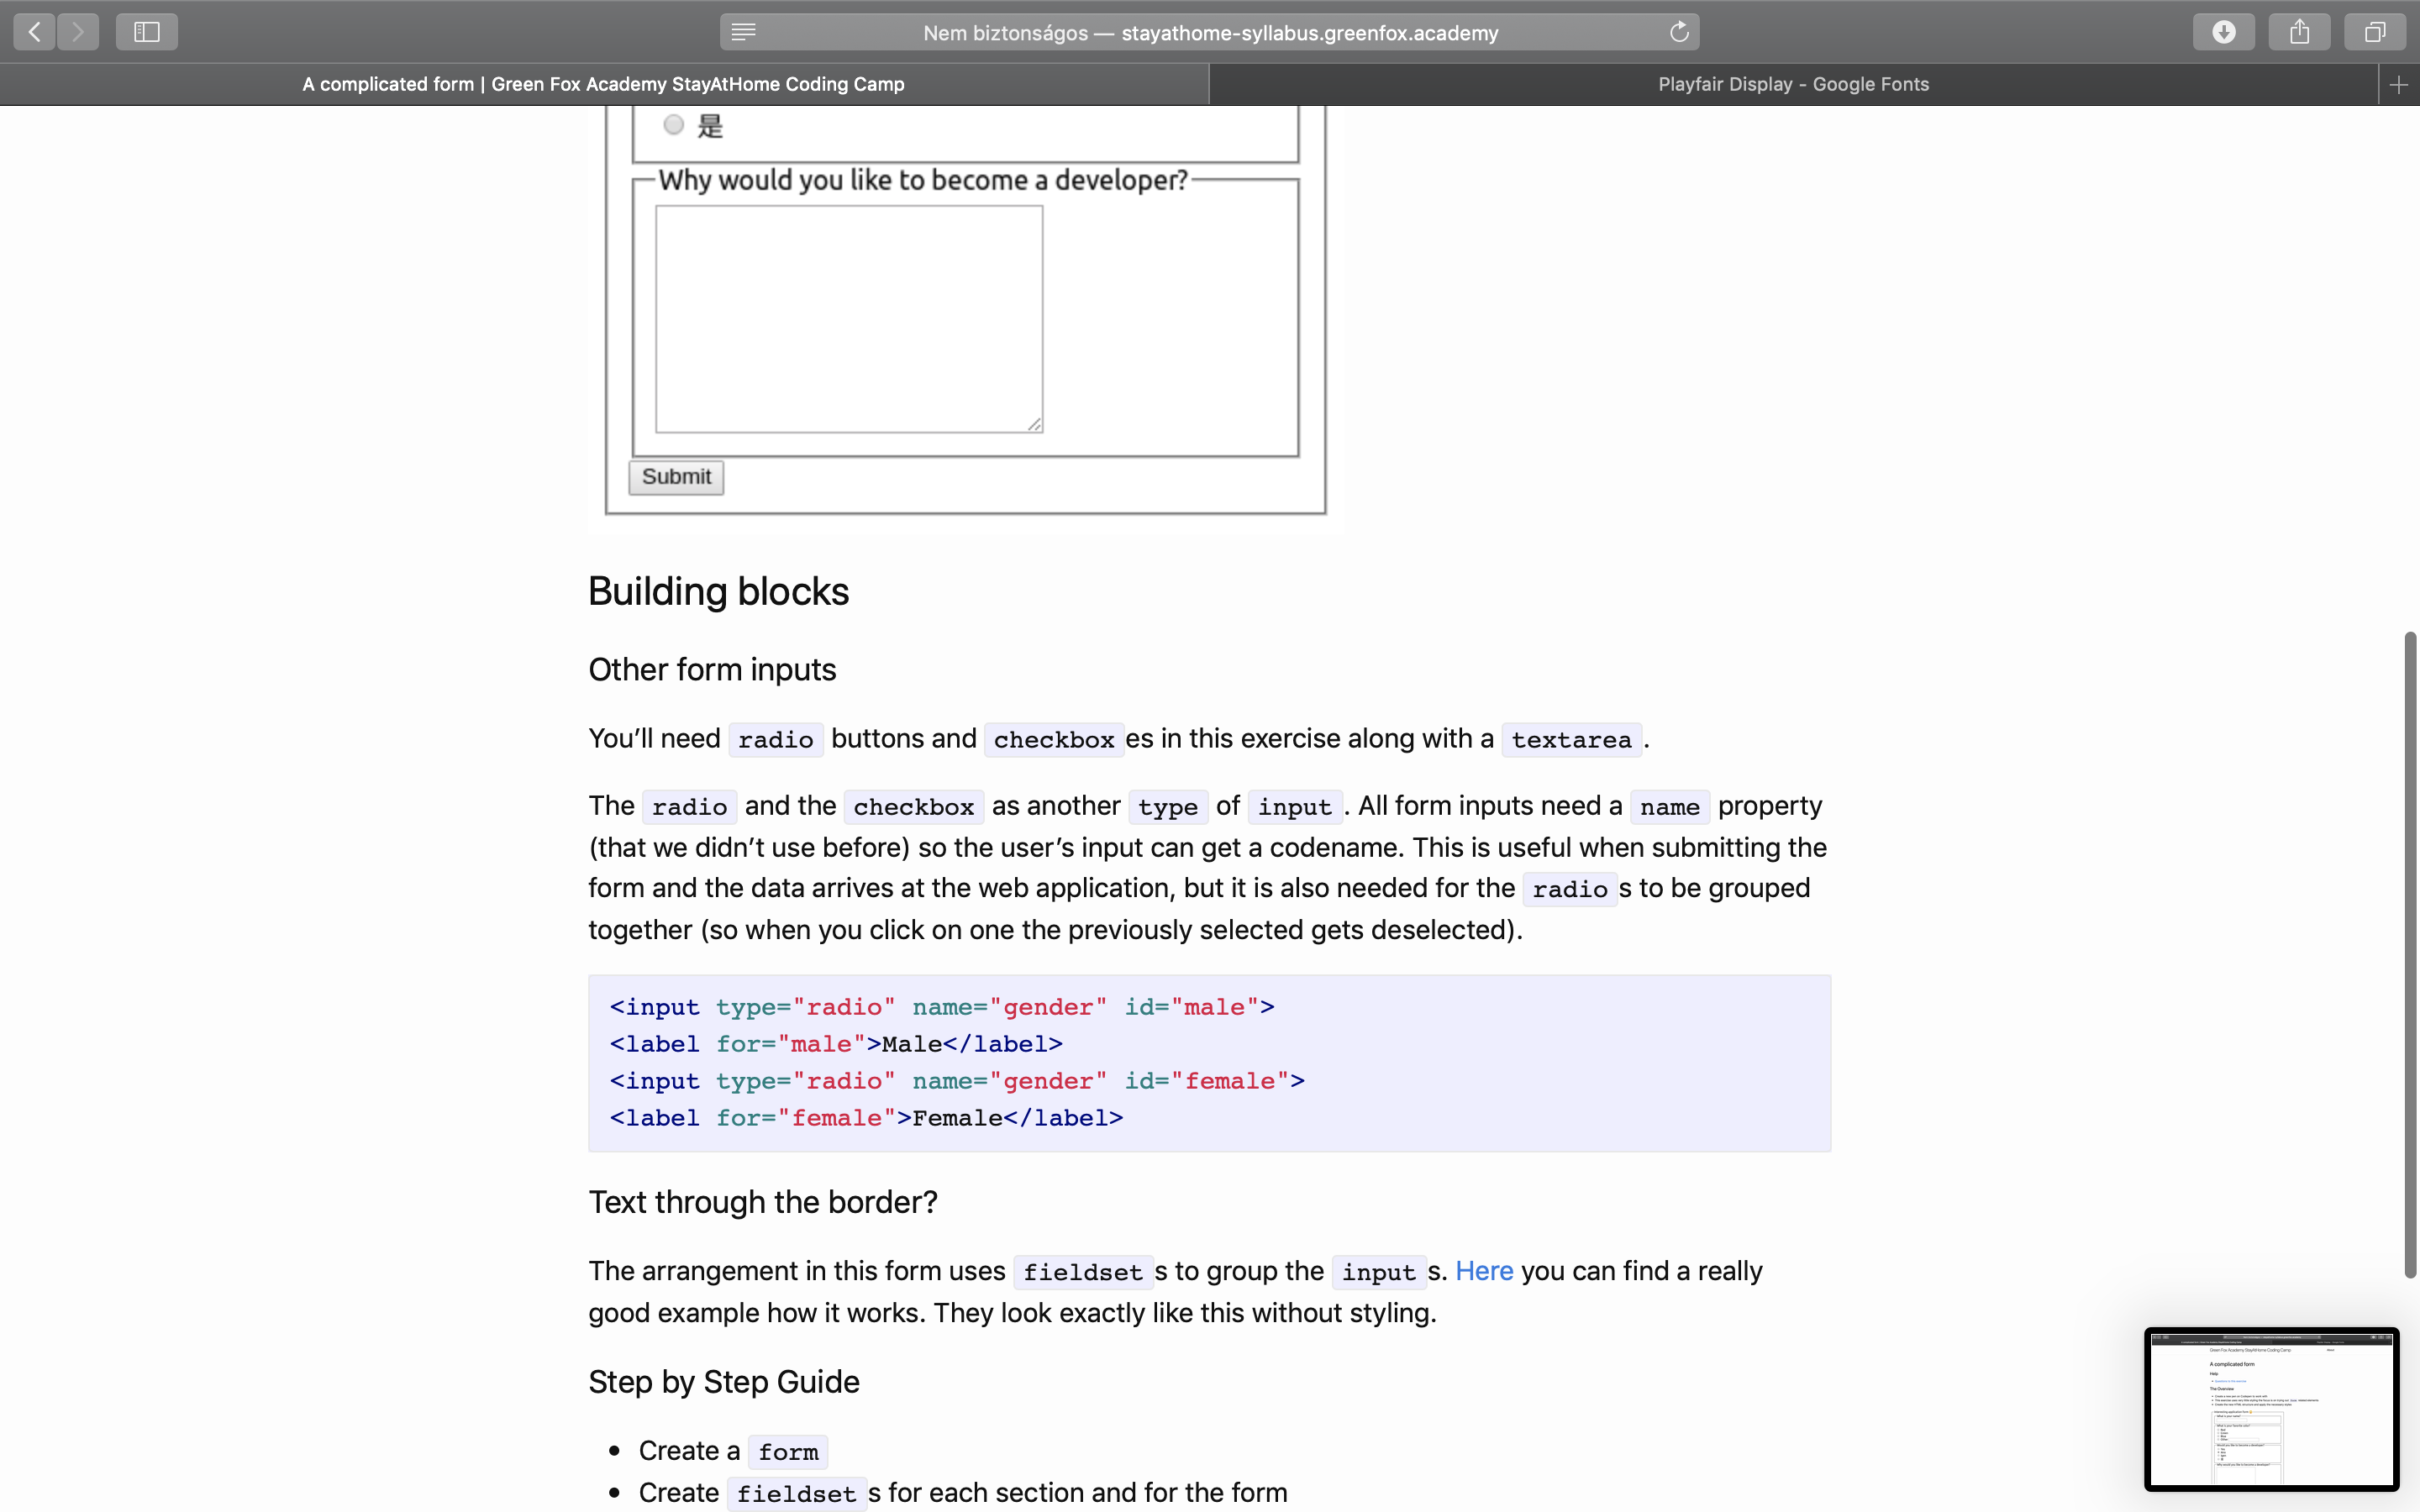 Nem biztonságos — stayathome-syllabus.greenfox.academy
A complicated form | Green Fox Academy StayAtHome Coding Camp
Playfair Display - Google Fonts
是
Why would you like to become a developer?
Submit
Building blocks
Other form inputs
You’ll need radio buttons and checkboxes in this exercise along with a textarea.
The radio and the checkbox as another type of input. All form inputs need a name property
(that we didn’t use before) so the user’s input can get a codename. This is useful when submitting the
form and the data arrives at the web application, but it is also needed for the radios to be grouped
together (so when you click on one the previously selected gets deselected).
<input type="radio" name="gender" id="male">
<label for="male">Male</label>
<input type="radio" name="gender" id="female">
<label for="female">Female</label>
Text through the border?
The arrangement in this form uses fieldsets to group the inputs. Here you can find a really
good example how it works. They look exactly like this without styling.
Step by Step Guide
• Create a form
• Create fieldsets for each section and for the form
A complicated form